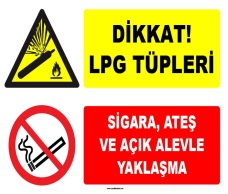 DİKKAT!
LPG TÜPLERİ
SİGARA, ATEŞ
VE AÇIK ALEVLE
YAKLAŞMA